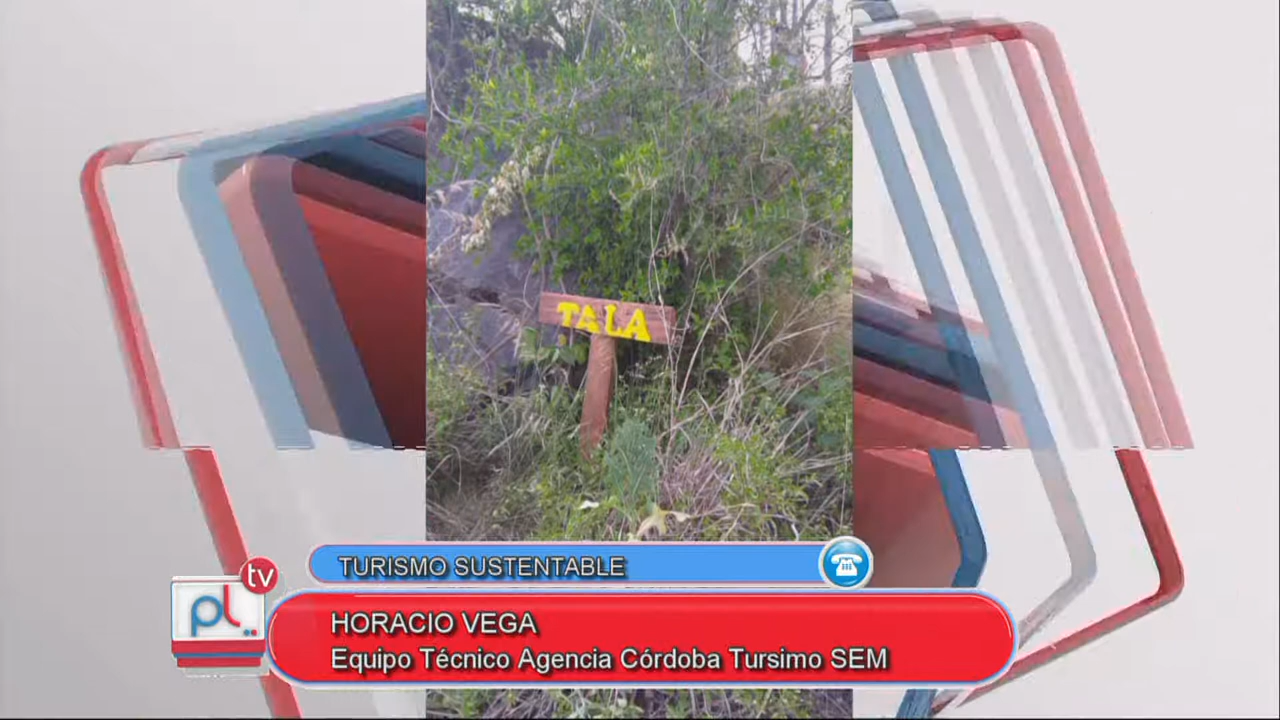 TALA
TURISMO SUSTENTABLE
tv
pl
HORACIO VEGA
Equipo Técnico Agencia Córdoba Tursimo SEM